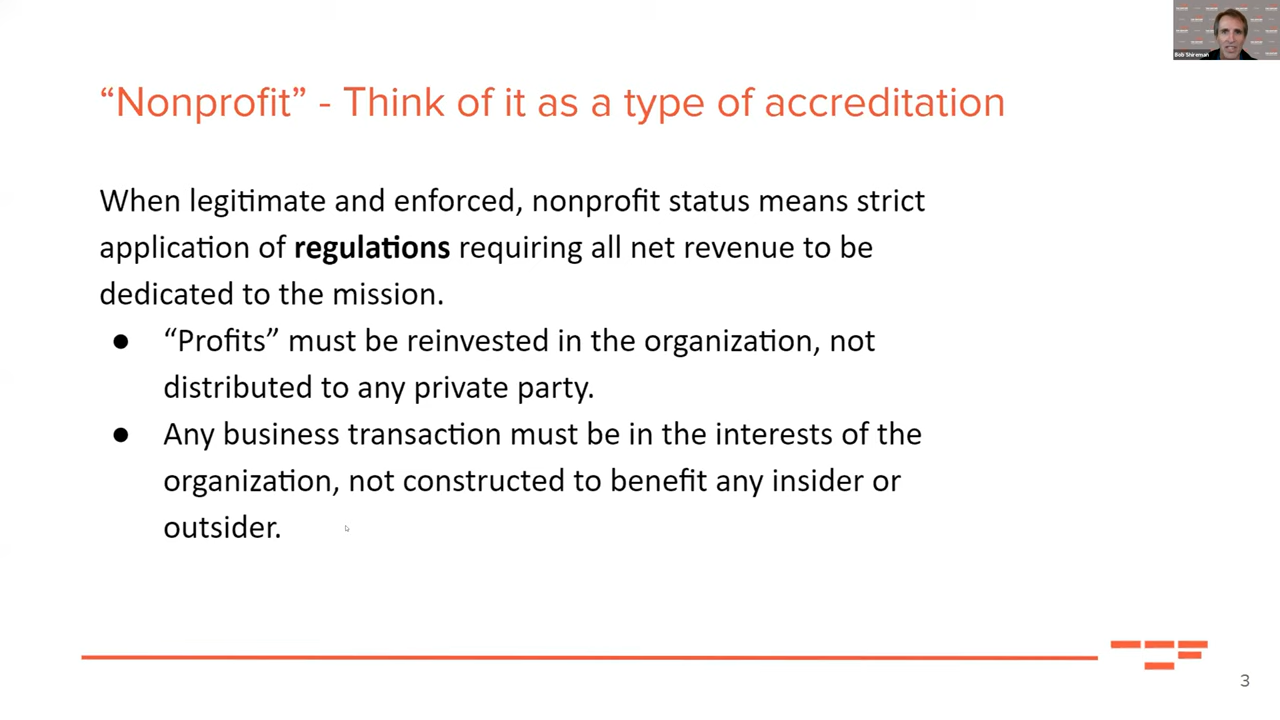 Bob Shireman
“Nonprofit” - Think of it as a type of accreditation
When legitimate and enforced, nonprofit status means strict
application of regulations requiring all net revenue to be
dedicated to the mission.
● “Profits” must be reinvested in the organization, not
distributed to any private party.
● Any business transaction must be in the interests of the
organization, not constructed to benefit any insider or
outsider.
3